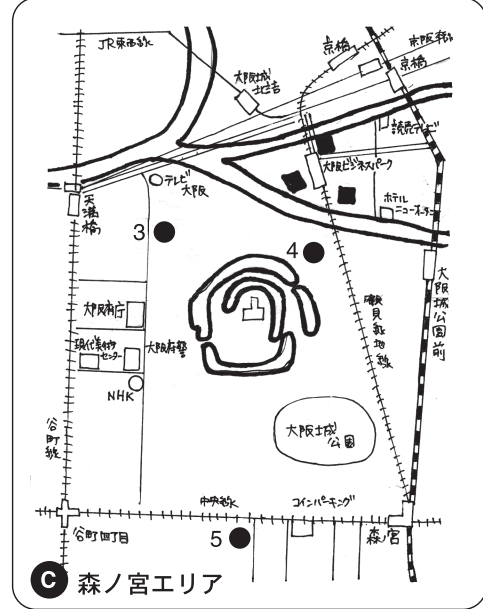 JR東西線
京橋
京阪
京橋
大阪城
北詰
読売テレビ
大阪ビジネスパーク
テレビ
大阪
ホテル
ニューオータニ
天満橋
3
4
大阪城公園前
大阪府庁
現代美術
センター
大阪府警
NHK
谷町線
大阪城
公園
中央線
コインパーキング
谷町四丁目
5
森ノ宮
C 森ノ宮エリア